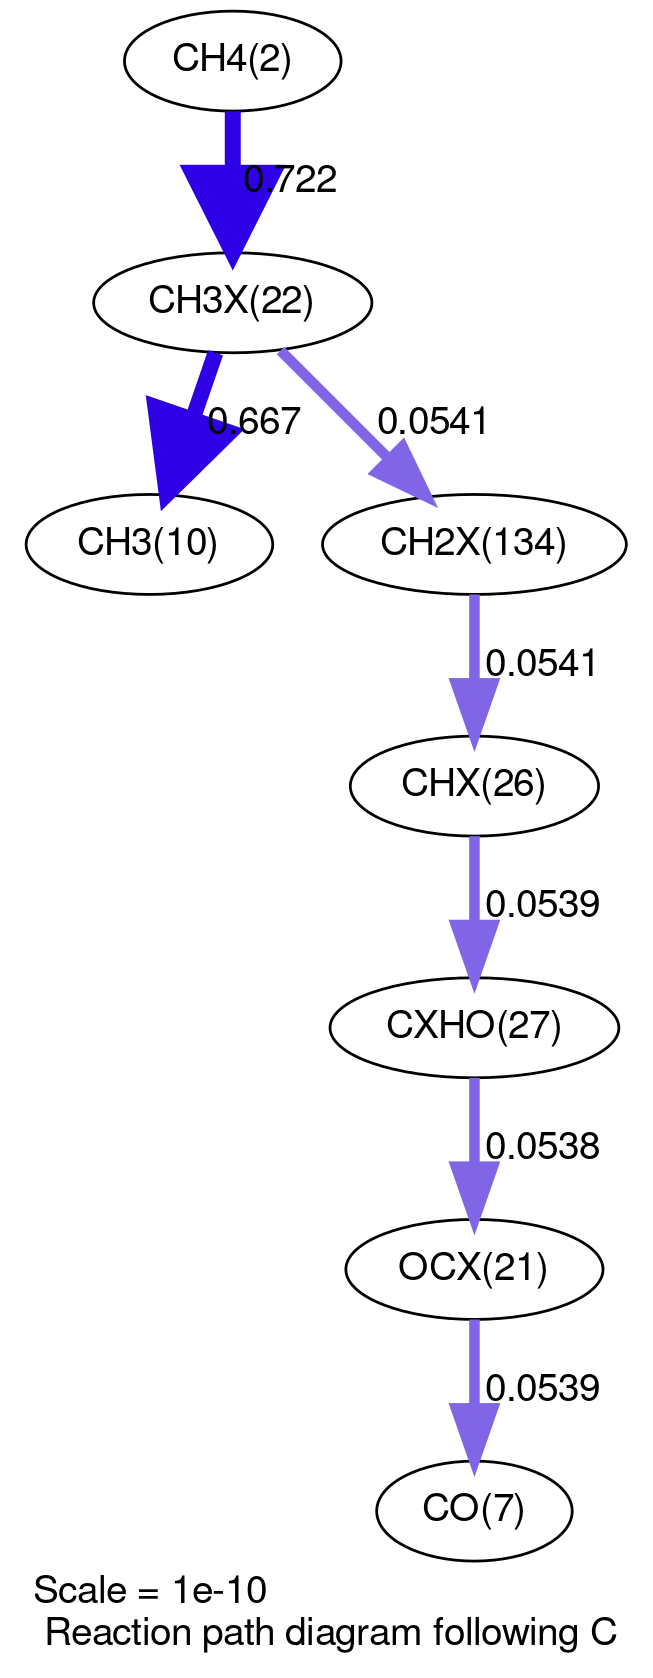 CH4(2)
0.722
CH3X(22)
0.667
0.0541
CH3(10)
CH2X(134)
0.0541
CHX(26)
0.0539
CXHO(27)
0.0538
OCX(21)
0.0539
CO(7)
Scale = 1e-10
Reaction path diagram following C